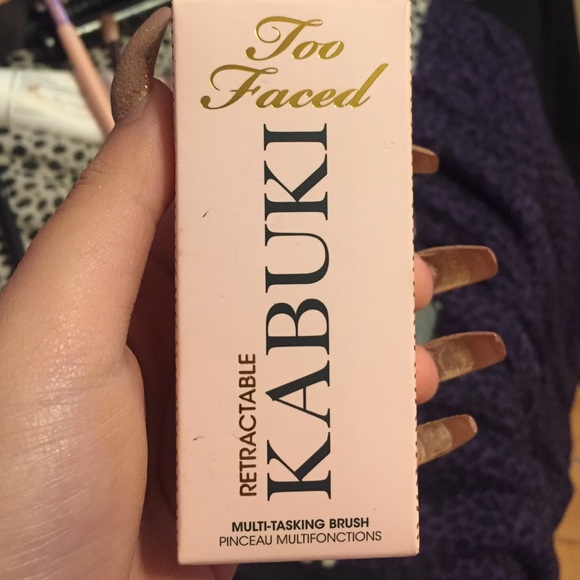 Too
Faced
RETRACTABLE
KABUKI
MULTI-TASKING BRUSH
PINCEAU MULTIFONCTIONS